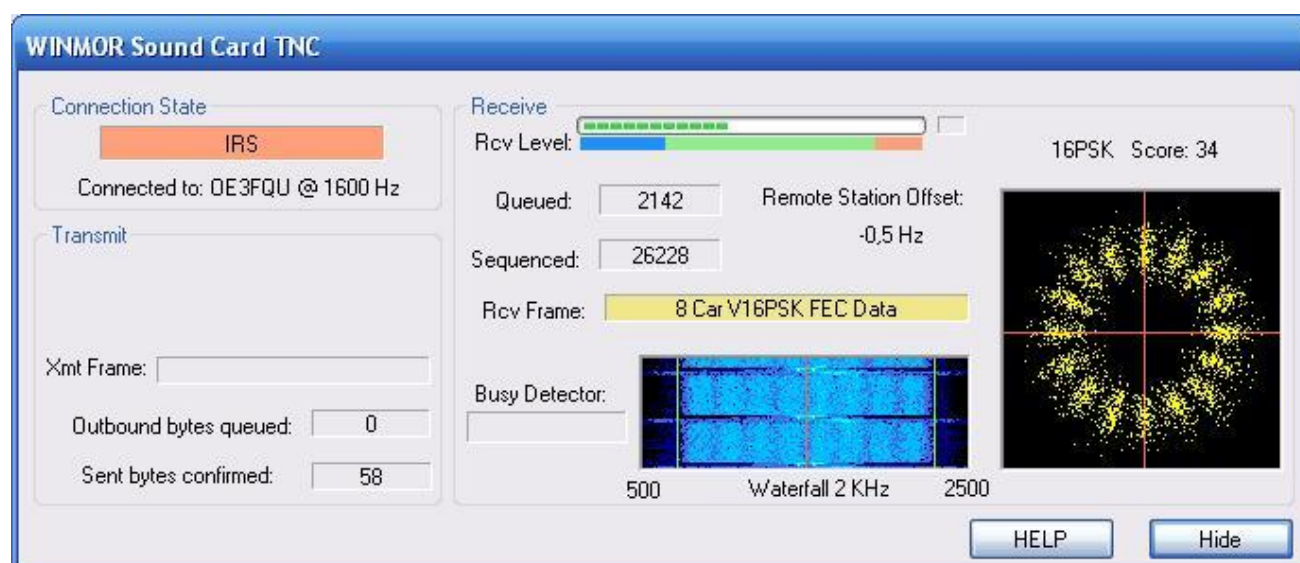 WINMOR Sound Card TNC
Connection State
IRS
Connected to: OE3FQU @ 1600 Hz
Transmit
Xmt Frame:
Outbound bytes queued: 0
Sent bytes confirmed: 58
Receive
Rcv Level:
Queued: 2142
Remote Station Offset:
-0,5 Hz
Sequenced: 26228
Rcv Frame: 8 Car V16PSK FEC Data
Busy Detector:
500 Waterfall 2 KHz 2500
16PSK Score: 34
HELP Hide